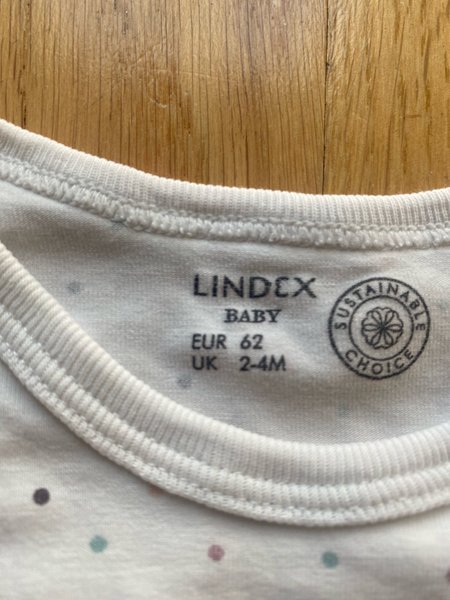 LINDEX
BABY
EUR 62
UK 2-4M
SUSTAINABLE
CHOICE